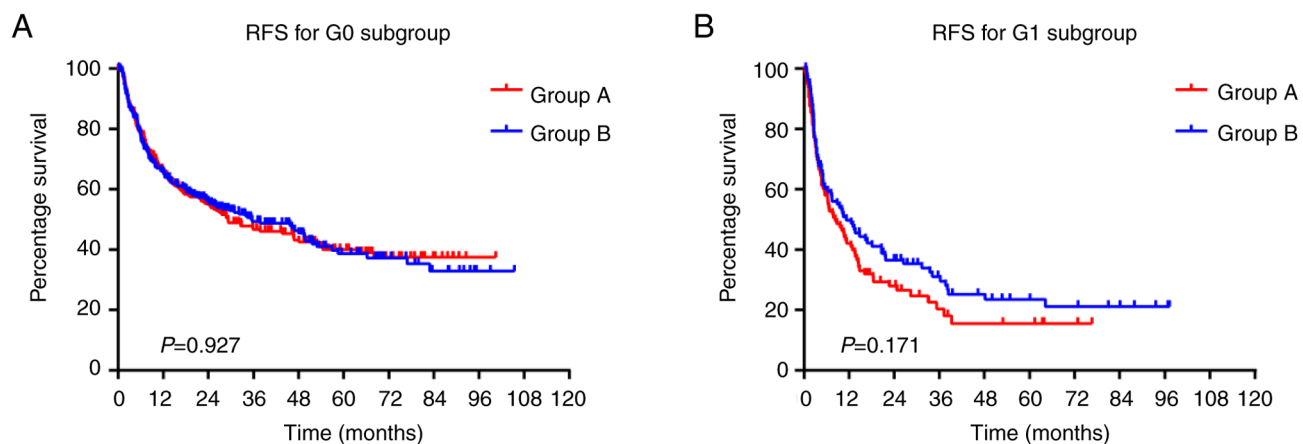 A
RFS for G0 subgroup
Percentage survival
100
80
60
40
20
0
Group A
Group B
P=0.927
0 12 24 36 48 60 72 84 96 108 120
Time (months)
B
RFS for G1 subgroup
Percentage survival
100
80
60
40
20
0
Group A
Group B
P=0.171
0 12 24 36 48 60 72 84 96 108 120
Time (months)